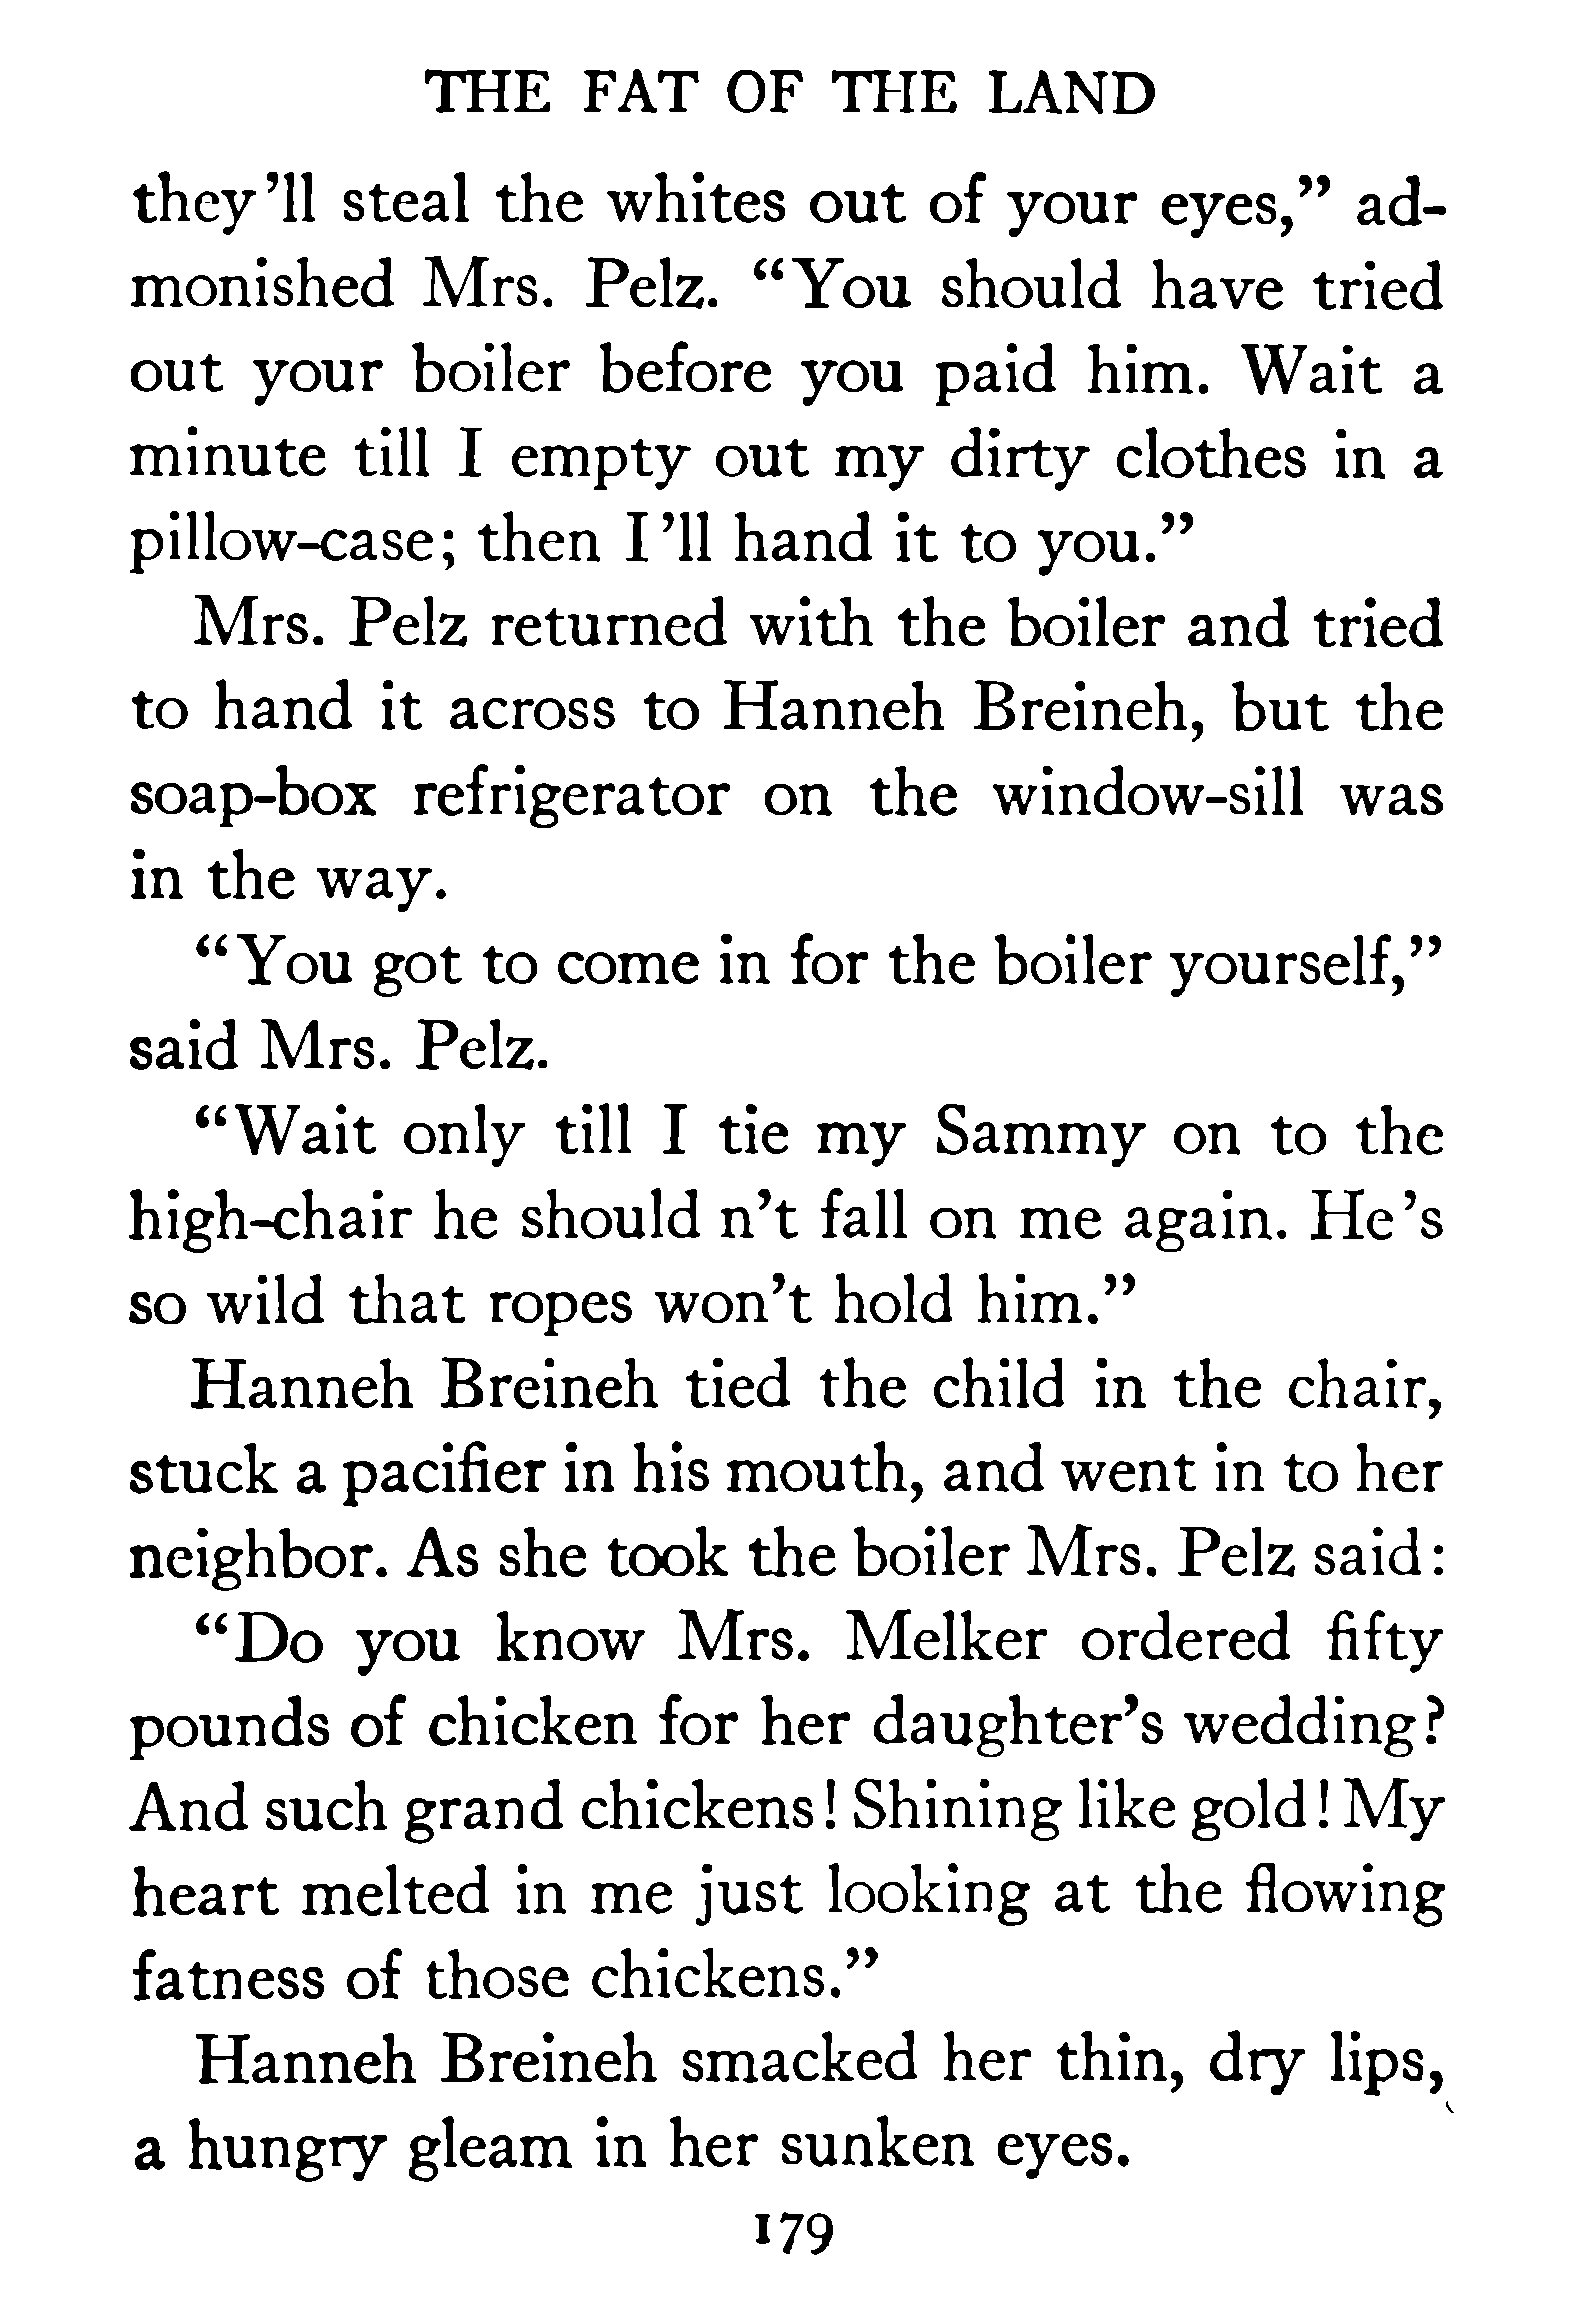 THE FAT OF THE LAND
they'll steal the whites out of your eyes,” ad-
monished Mrs. Pelz. “You should have tried
out your boiler before you paid him. Wait a
minute till I empty out my dirty clothes in a
pillow-case; then I'll hand it to you.”
Mrs. Pelz returned with the boiler and tried
to hand it across to Hanneh Breineh, but the
soap-box refrigerator on the window-sill was
in the way.
“You got to come in for the boiler yourself,”
said Mrs. Pelz.
“Wait only till I tie my Sammy on to the
high-chair he should n't fall on me again. He's
so wild that ropes won't hold him.”
Hanneh Breineh tied the child in the chair,
stuck a pacifier in his mouth, and went in to her
neighbor. As she took the boiler Mrs. Pelz said:
“Do you know Mrs. Melker ordered fifty
pounds of chicken for her daughter's wedding?
And such grand chickens! Shining like gold! My
heart melted in me just looking at the flowing
fatness of those chickens.”
Hanneh Breineh smacked her thin, dry lips,
a hungry gleam in her sunken eyes.
179